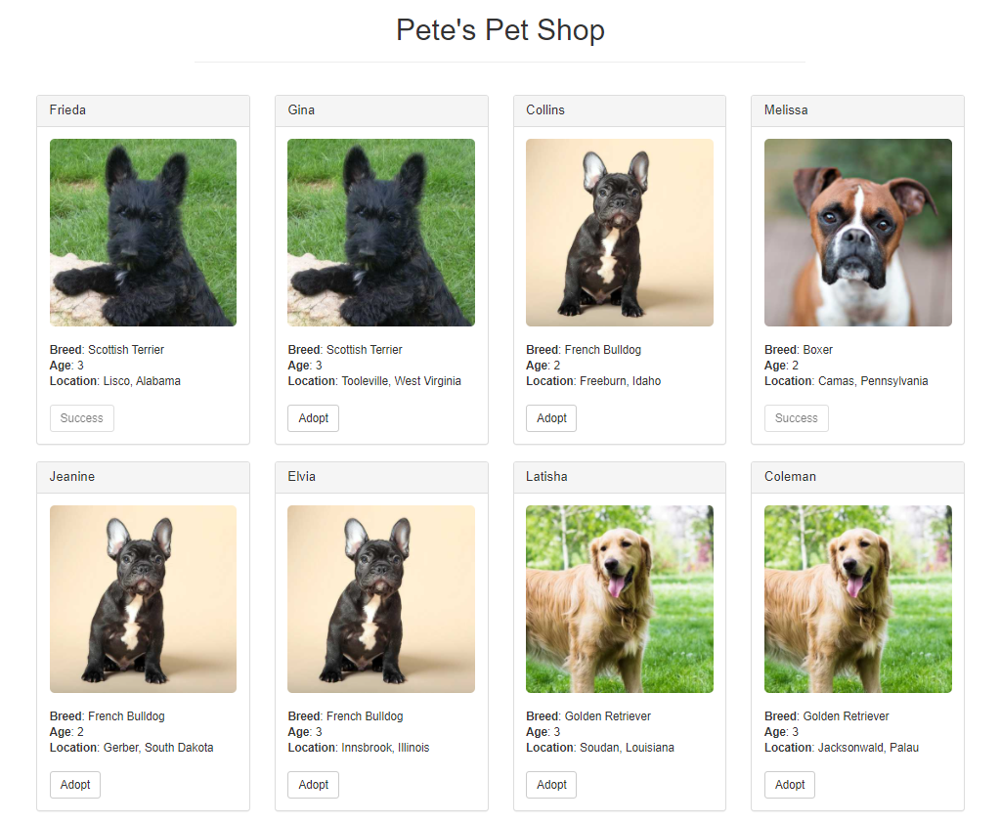 Pete's Pet Shop
Frieda
Breed: Scottish Terrier
Age: 3
Location: Lisco, Alabama
Success
Gina
Breed: Scottish Terrier
Age: 3
Location: Tooleville, West Virginia
Adopt
Collins
Breed: French Bulldog
Age: 2
Location: Freeburn, Idaho
Adopt
Melissa
Breed: Boxer
Age: 2
Location: Camas, Pennsylvania
Success
Jeanine
Breed: French Bulldog
Age: 2
Location: Gerber, South Dakota
Adopt
Elvia
Breed: French Bulldog
Age: 3
Location: Innsbrook, Illinois
Adopt
Latisha
Breed: Golden Retriever
Age: 3
Location: Soudan, Louisiana
Adopt
Coleman
Breed: Golden Retriever
Age: 3
Location: Jacksonwald, Palau
Adopt